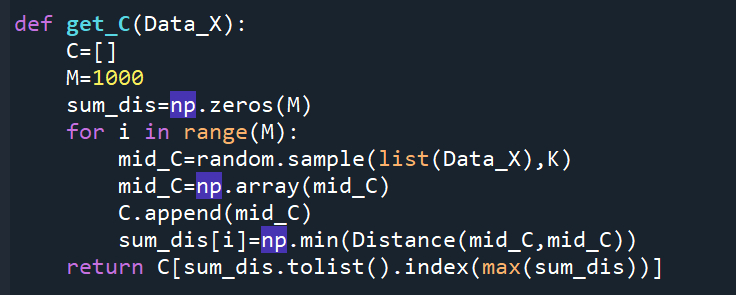 def get_C(Data_X):
    C=[]
    M=1000
    sum_dis=np.zeros(M)
    for i in range(M):
        mid_C=random.sample(list(Data_X),K)
        mid_C=np.array(mid_C)
        C.append(mid_C)
        sum_dis[i]=np.min(Distance(mid_C,mid_C))
    return C[sum_dis.tolist().index(max(sum_dis))]